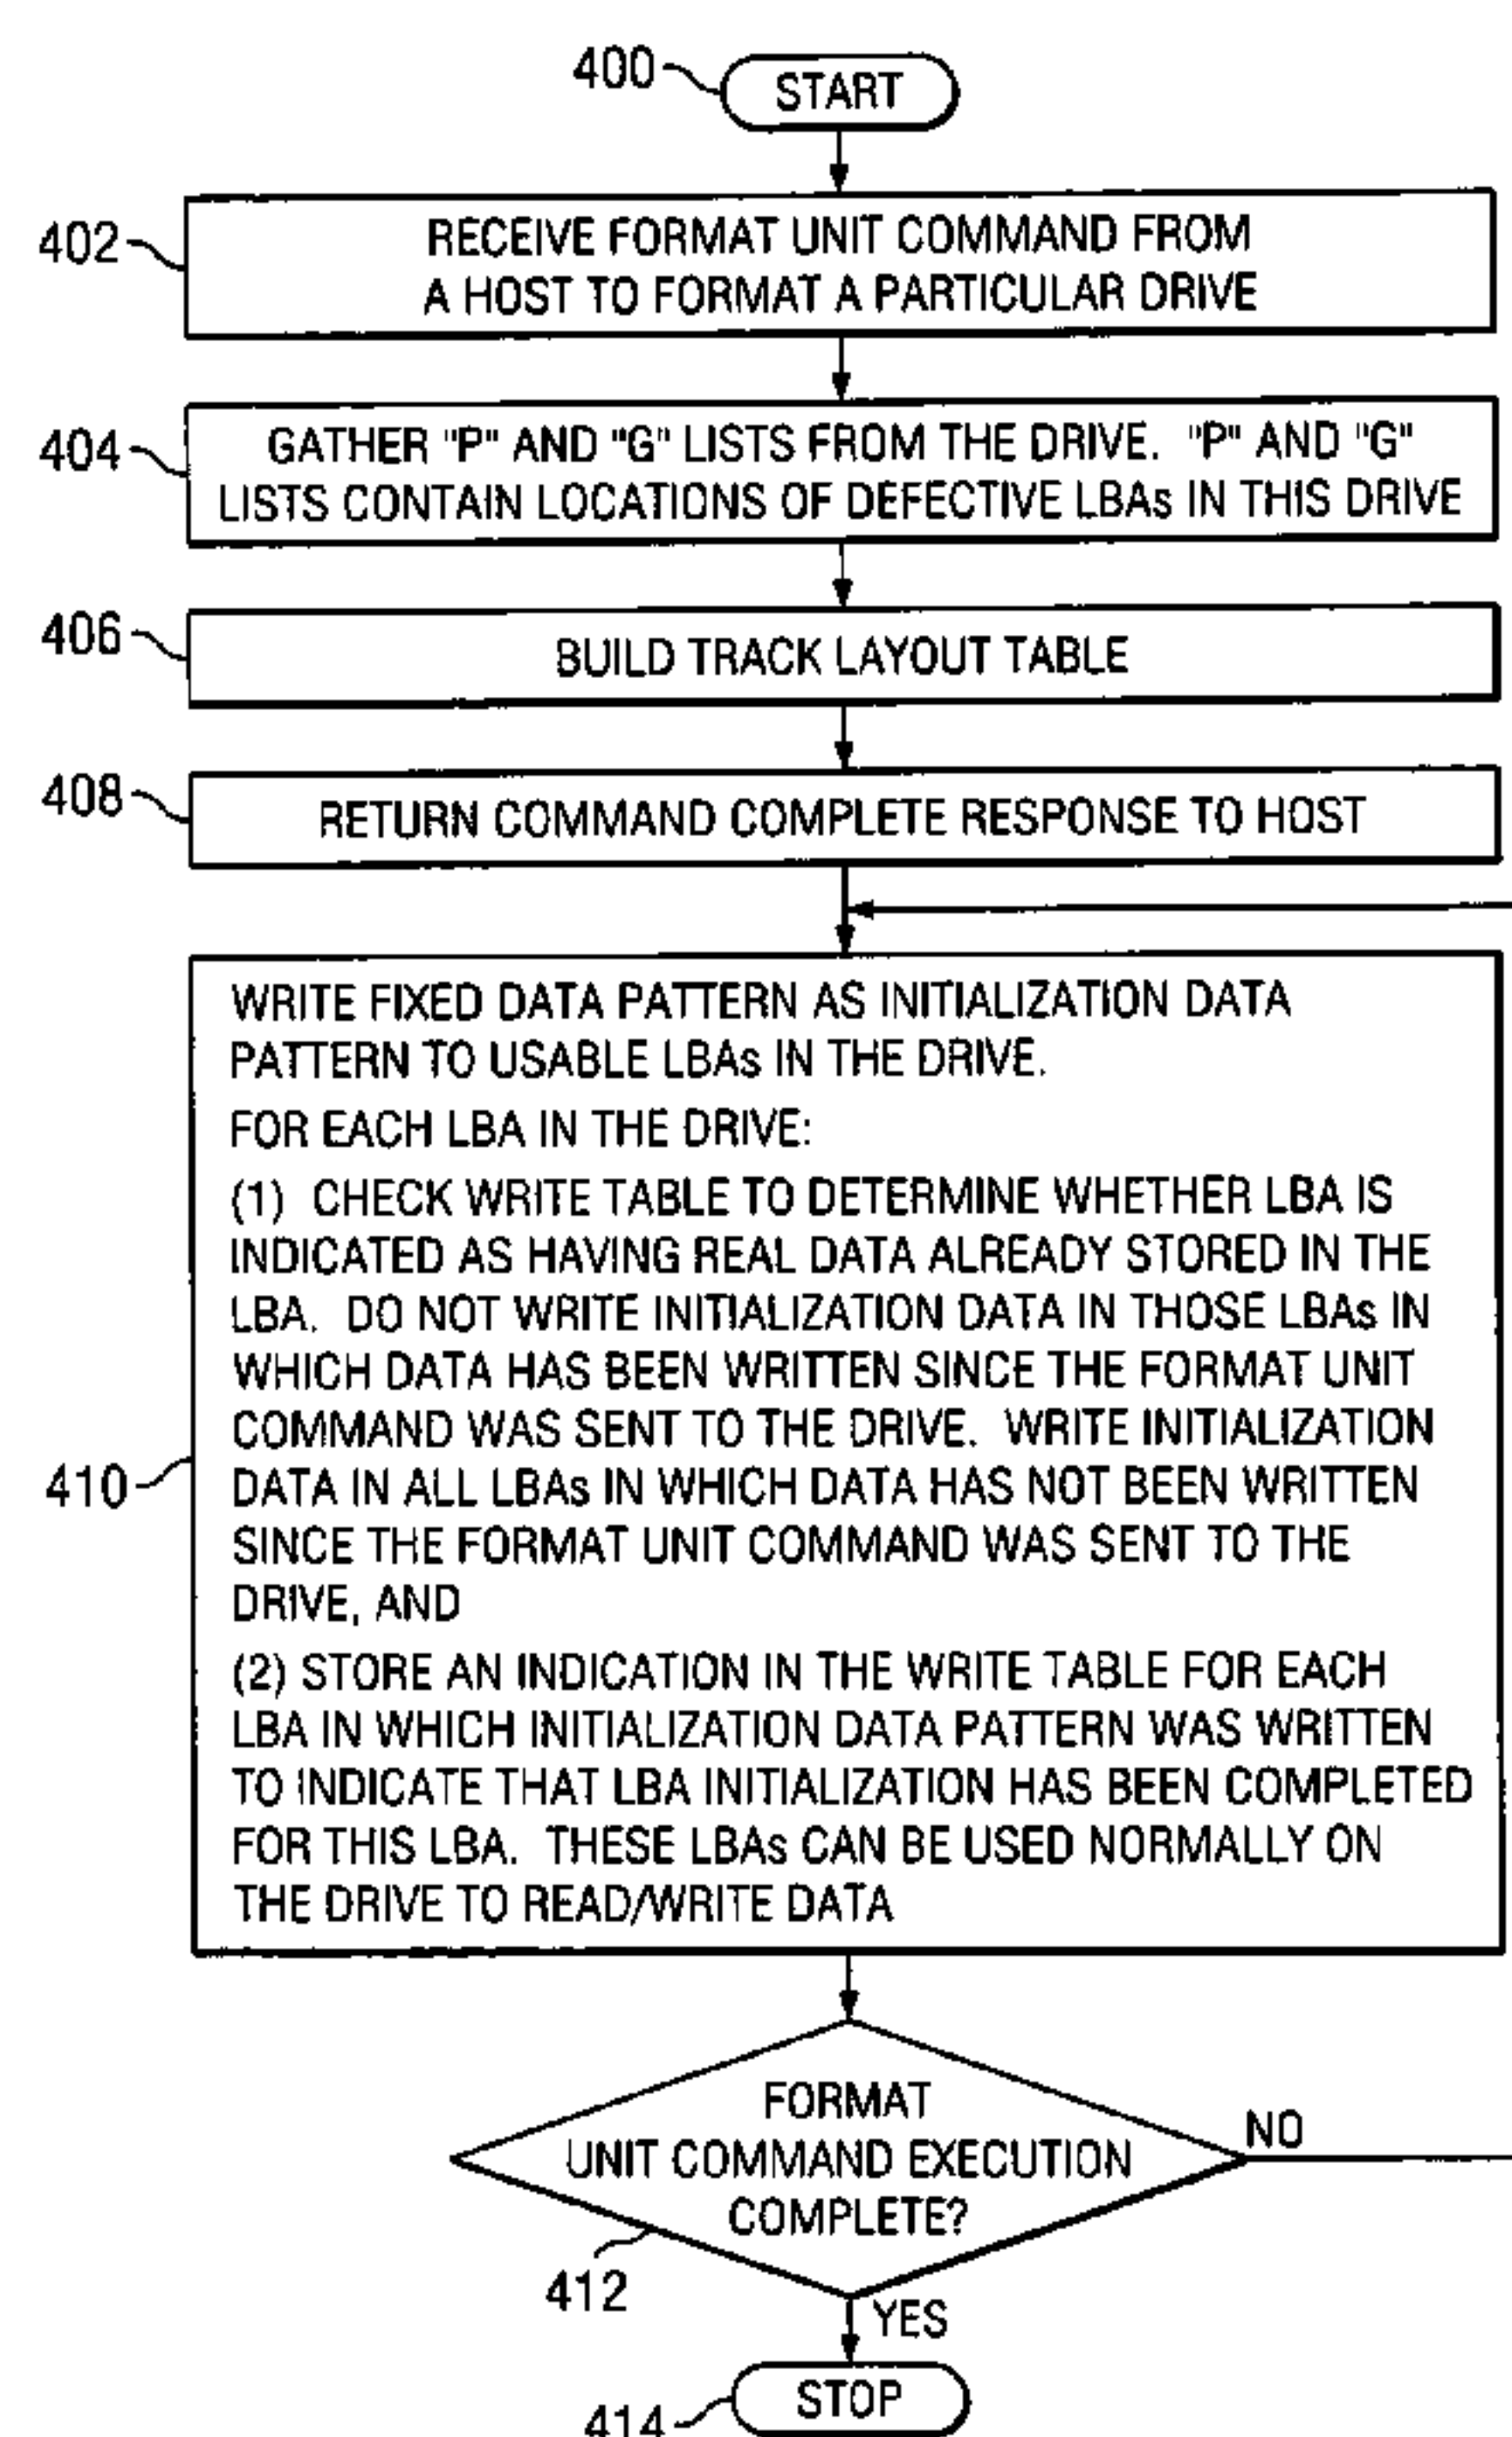 400
START
402
RECEIVE FORMAT UNIT COMMAND FROM
A HOST TO FORMAT A PARTICULAR DRIVE
404
GATHER "P" AND "G" LISTS FROM THE DRIVE. "P" AND "G"
LISTS CONTAIN LOCATIONS OF DEFECTIVE LBAs IN THIS DRIVE
406
BUILD TRACK LAYOUT TABLE
408
RETURN COMMAND COMPLETE RESPONSE TO HOST
WRITE FIXED DATA PATTERN AS INITIALIZATION DATA
PATTERN TO USABLE LBAs IN THE DRIVE.
FOR EACH LBA IN THE DRIVE:
(1) CHECK WRITE TABLE TO DETERMINE WHETHER LBA IS
INDICATED AS HAVING REAL DATA ALREADY STORED IN THE
LBA. DO NOT WRITE INITIALIZATION DATA IN THOSE LBAs IN
WHICH DATA HAS BEEN WRITTEN SINCE THE FORMAT UNIT
COMMAND WAS SENT TO THE DRIVE. WRITE INITIALIZATION
410
DATA IN ALL LBAs IN WHICH DATA HAS NOT BEEN WRITTEN
SINCE THE FORMAT UNIT COMMAND WAS SENT TO THE
DRIVE, AND
(2) STORE AN INDICATION IN THE WRITE TABLE FOR EACH
LBA IN WHICH INITIALIZATION DATA PATTERN WAS WRITTEN
TO INDICATE THAT LBA INITIALIZATION HAS BEEN COMPLETED
FOR THIS LBA. THESE LBAs CAN BE USED NORMALLY ON
THE DRIVE TO READ/WRITE DATA
FORMAT
UNIT COMMAND EXECUTION
COMPLETE?
NO
412
YES
STOP
414